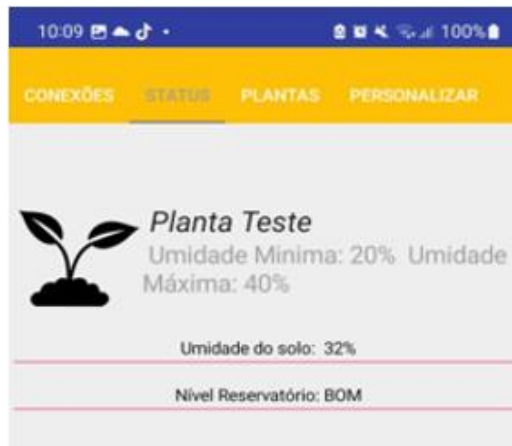 10:09
100%
CONEXÕES STATUS PLANTAS PERSONALIZAR
Planta Teste
Umidade Minima: 20% Umidade
Máxima: 40%
Umidade do solo: 32%
Nível Reservatório: BOM